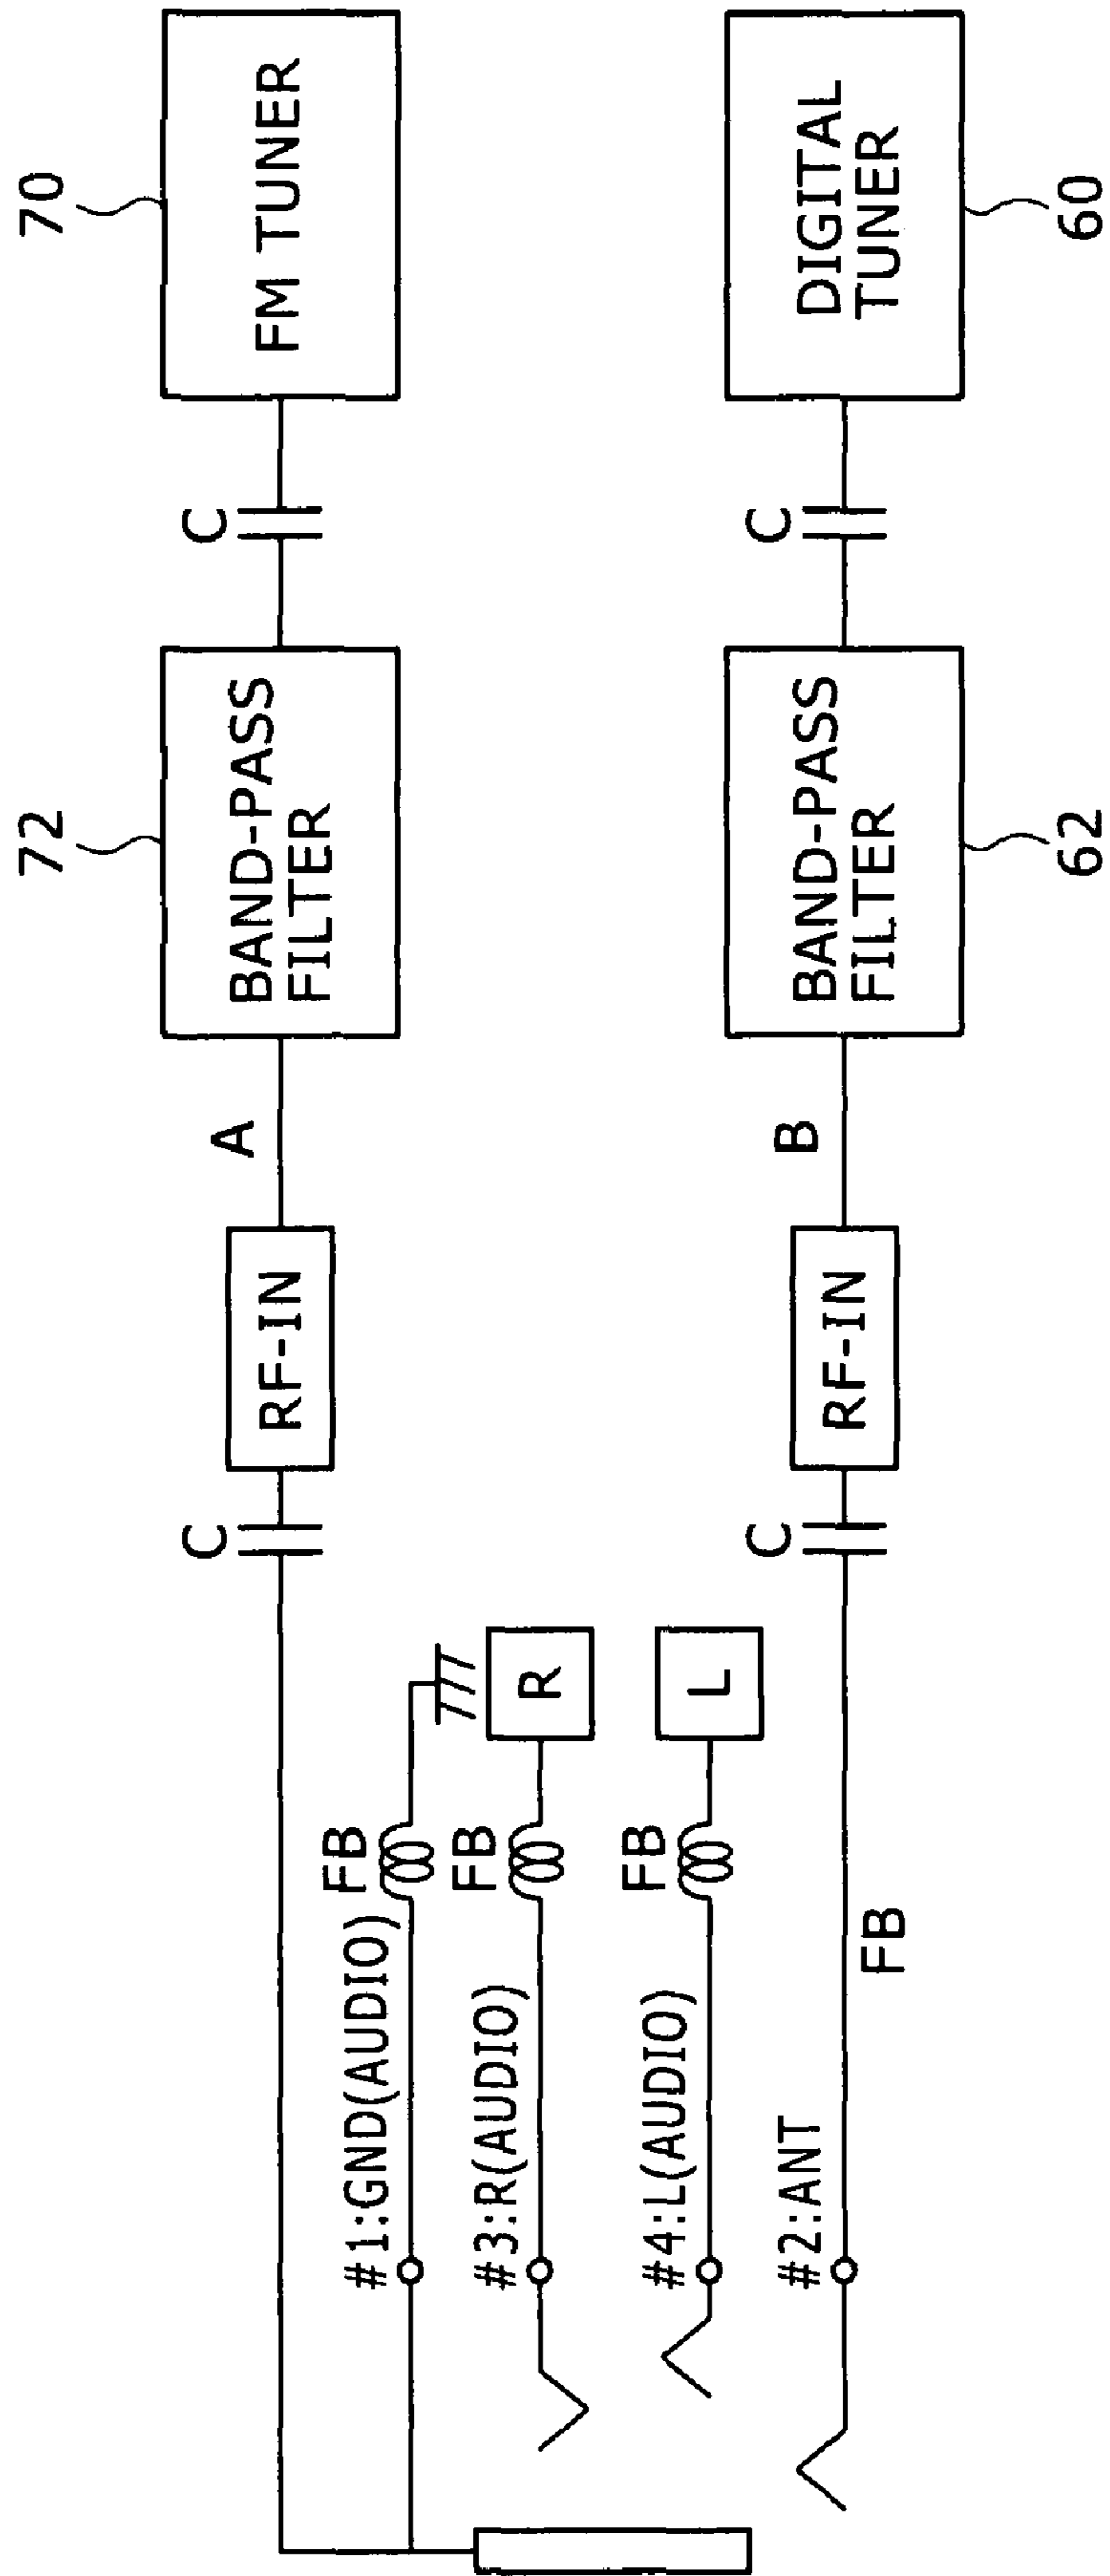 C
RF-IN
A
72
BAND-PASS
FILTER
C
70
FM TUNER
#1:GND(AUDIO)
FB
#3:R(AUDIO)
FB
R
#4:L(AUDIO)
FB
L
#2:ANT
FB
C
RF-IN
B
BAND-PASS
FILTER
62
C
DIGITAL
TUNER
60